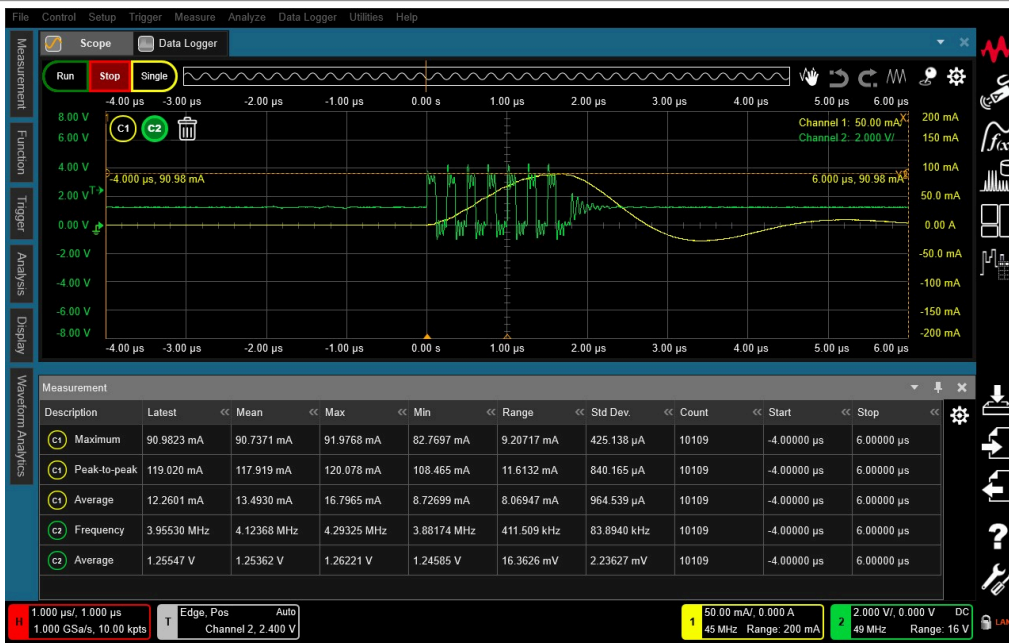 File Control Setup Trigger Measure Analyze Data Logger Utilities Help
Scope Data Logger
Run Stop Single
-4.00 µs -3.00 µs -2.00 µs -1.00 µs 0.00 s 1.00 µs 2.00 µs 3.00 µs 4.00 µs 5.00 µs 6.00 µs
8.00 V
6.00 V
4.00 V
2.00 V
0.00 V
-2.00 V
-4.00 V
-6.00 V
-8.00 V
C1 C2
T
Channel 1: 50.00 mA/
Channel 2: 2.000 V/
-4.000 µs, 90.98 mA
6.000 µs, 90.98 mA
200 mA
150 mA
100 mA
50.0 mA
0.00 A
-50.0 mA
-100 mA
-150 mA
-200 mA
-4.00 µs -3.00 µs -2.00 µs -1.00 µs 0.00 s 1.00 µs 2.00 µs 3.00 µs 4.00 µs 5.00 µs 6.00 µs
Measurement
Function
Trigger
Analysis
Display
Waveform Analytics
f(x)
Measurement
Description Latest Mean Max Min Range Std Dev. Count Start Stop
C1 Maximum 90.9823 mA 90.7371 mA 91.9768 mA 82.7697 mA 9.20717 mA 425.138 µA 10109 -4.00000 µs 6.00000 µs
C1 Peak-to-peak 119.020 mA 117.919 mA 120.078 mA 108.465 mA 11.6132 mA 840.165 µA 10109 -4.00000 µs 6.00000 µs
C1 Average 12.2601 mA 13.4930 mA 16.7965 mA 8.72699 mA 8.06947 mA 964.539 µA 10109 -4.00000 µs 6.00000 µs
C2 Frequency 3.95530 MHz 4.12368 MHz 4.29325 MHz 3.88174 MHz 411.509 kHz 83.8940 kHz 10109 -4.00000 µs 6.00000 µs
C2 Average 1.25547 V 1.25362 V 1.26221 V 1.24585 V 16.3626 mV 2.23627 mV 10109 -4.00000 µs 6.00000 µs
H
1.000 µs/, 1.000 µs
1.000 GSa/s, 10.00 kpts
T
Edge, Pos Auto
Channel 2, 2.400 V
1
50.00 mA/, 0.000 A
45 MHz Range: 200 mA
2
2.000 V/, 0.000 V DC
49 MHz Range: 16 V
LAN